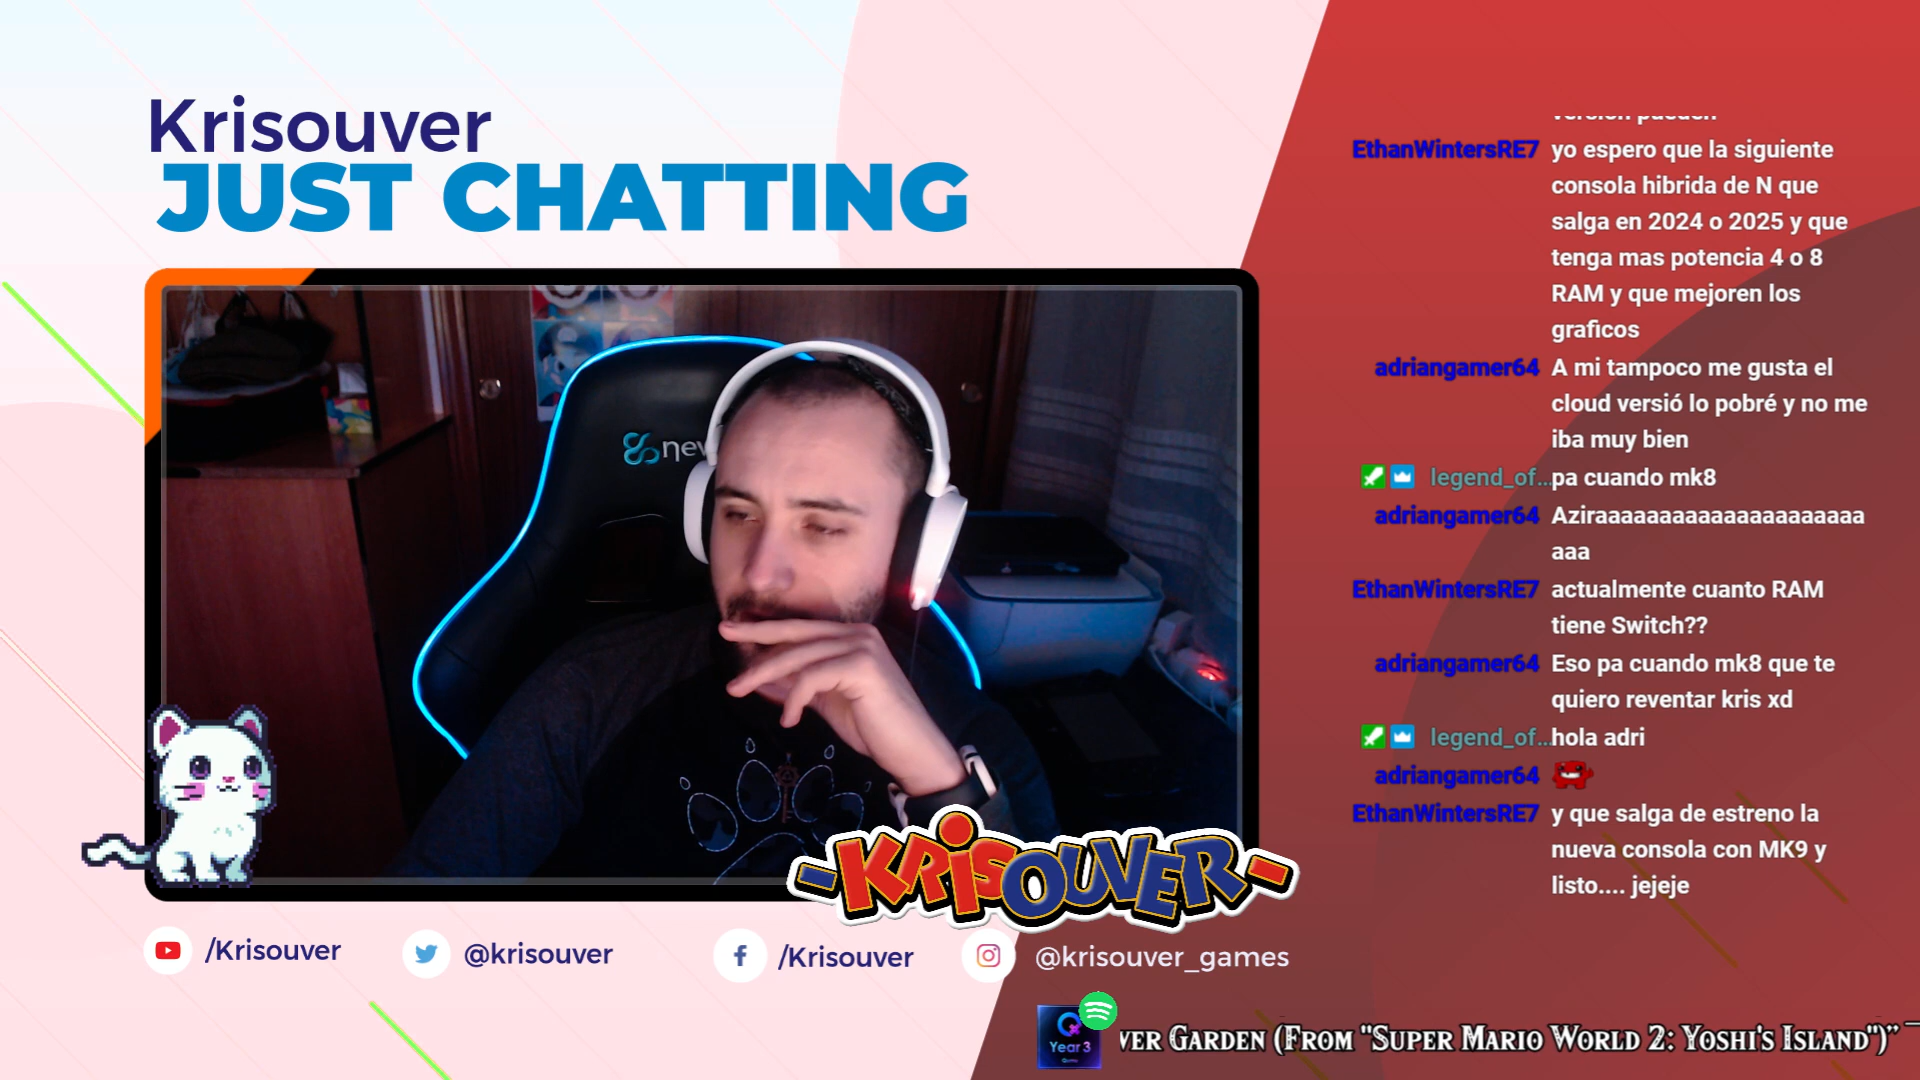 Krisouver
JUST CHATTING
versión pueden
EthanWintersRE7 yo espero que la siguiente
consola hibrida de N que
salga en 2024 o 2025 y que
tenga mas potencia 4 o 8
RAM y que mejoren los
graficos
adriangamer64 A mi tampoco me gusta el
cloud versió lo pobré y no me
iba muy bien
legend_of... pa cuando mk8
adriangamer64 Aziraaaaaaaaaaaaaaaaaaaaa
aaa
EthanWintersRE7 actualmente cuanto RAM
tiene Switch??
adriangamer64 Eso pa cuando mk8 que te
quiero reventar kris xd
legend_of... hola adri
adriangamer64
EthanWintersRE7 y que salga de estreno la
nueva consola con MK9 y
listo.... jejeje
new
-KRISOUVER-
/Krisouver
@krisouver
/Krisouver
@krisouver_games
Year 3
ver Garden (From "Super Mario World 2: Yoshi's Island")”